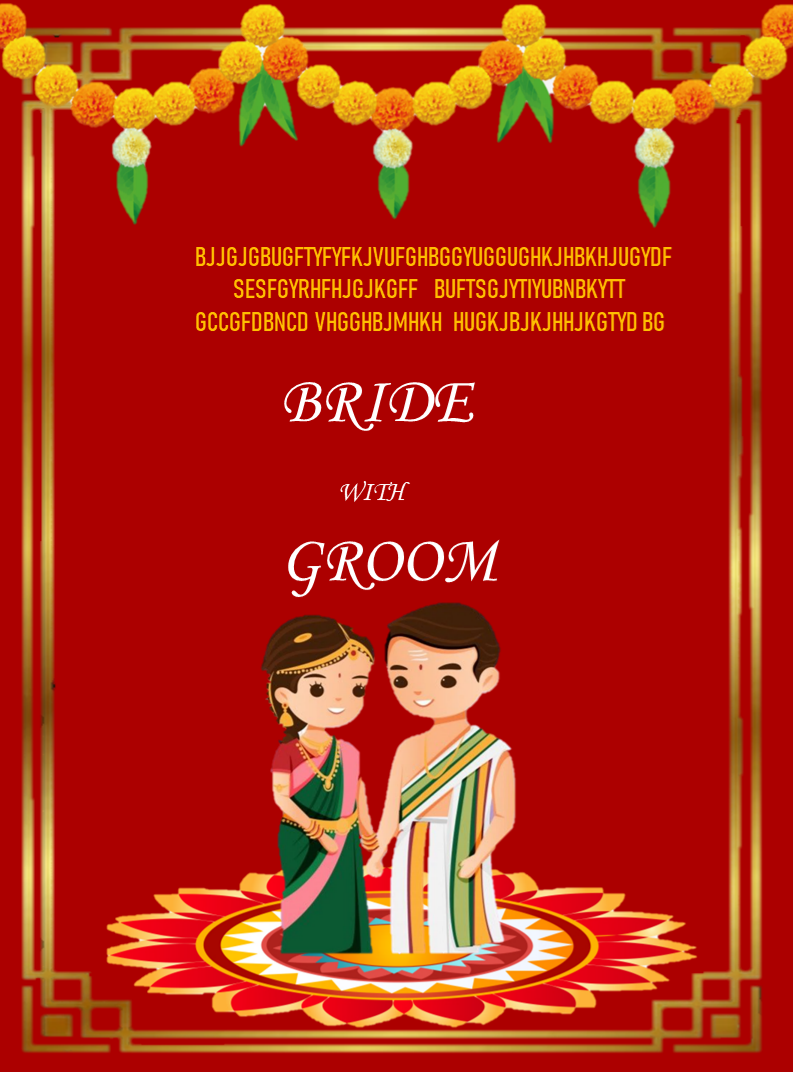 BJJGJGBUGFTYFYFKJVUFGHBGGYUGGUGHKJHBKHJUGYDF
SESFGYRHFHJGJKGFF BUFTSGJYTIYUBNBKYTT
GCCGFDBNCD VHGGHBJMHKH HUGKJBJKJHHJKGTYD BG
BRIDE
WITH
GROOM